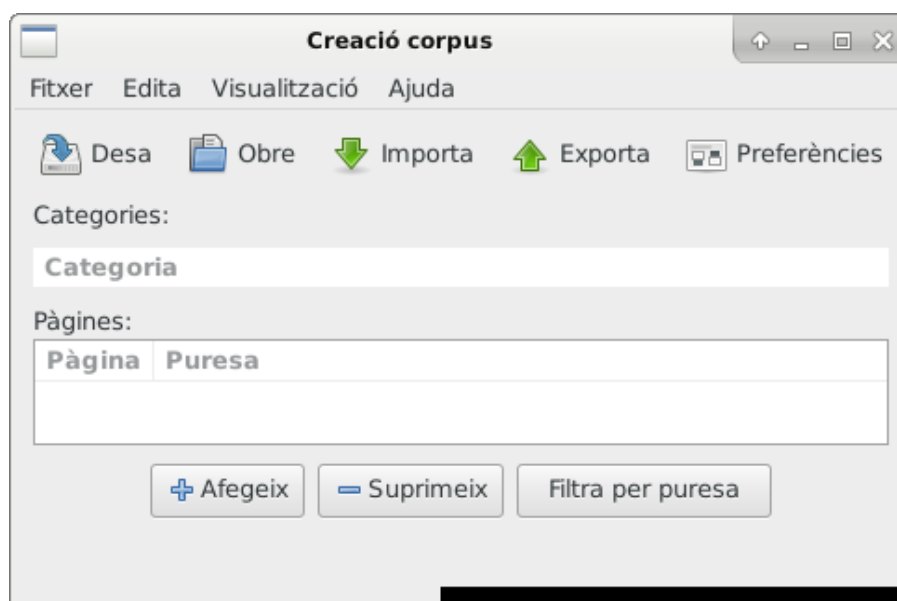 Creació corpus
Fitxer Edita Visualització Ajuda
Desa Obre Importa Exporta Preferències
Categories:
Categoria
Pàgines:
Pàgina Puresa
Afegeix Suprimeix Filtra per puresa